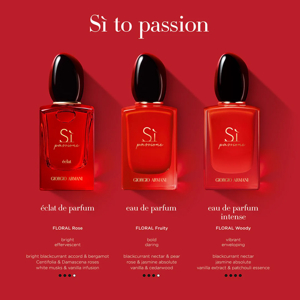 Sì to passion
Sì
passione
éclat
GIORGIO ARMANI
Sì
passione
GIORGIO ARMANI
Sì
passione
GIORGIO ARMANI
éclat de parfum
eau de parfum
eau de parfum
intense
FLORAL Rose
FLORAL Fruity
FLORAL Woody
bright
effervescent
bold
daring
vibrant
enveloping
bright blackcurrant accord & bergamot
Centifolia & Damascena roses
white musks & vanilla infusion
blackcurrant nectar & pear
rose & jasmine absolute
vanilla & cedarwood
blackcurrant nectar
jasmine absolute
vanilla extract & patchouli essence